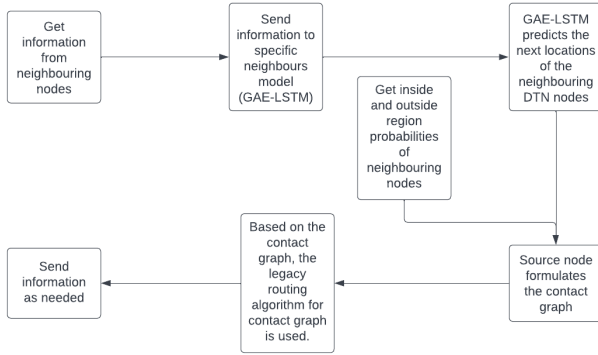 Get
information
from
neighbouring
nodes
Send
information to
specific
neighbours
model
(GAE-LSTM)
GAE-LSTM
predicts the
next locations
of the
neighbouring
DTN nodes
Get inside
and outside
region
probabilities
of
neighbouring
nodes
Source node
formulates
the contact
graph
Based on the
contact
graph, the
legacy
routing
algorithm for
contact graph
is used.
Send
information
as needed